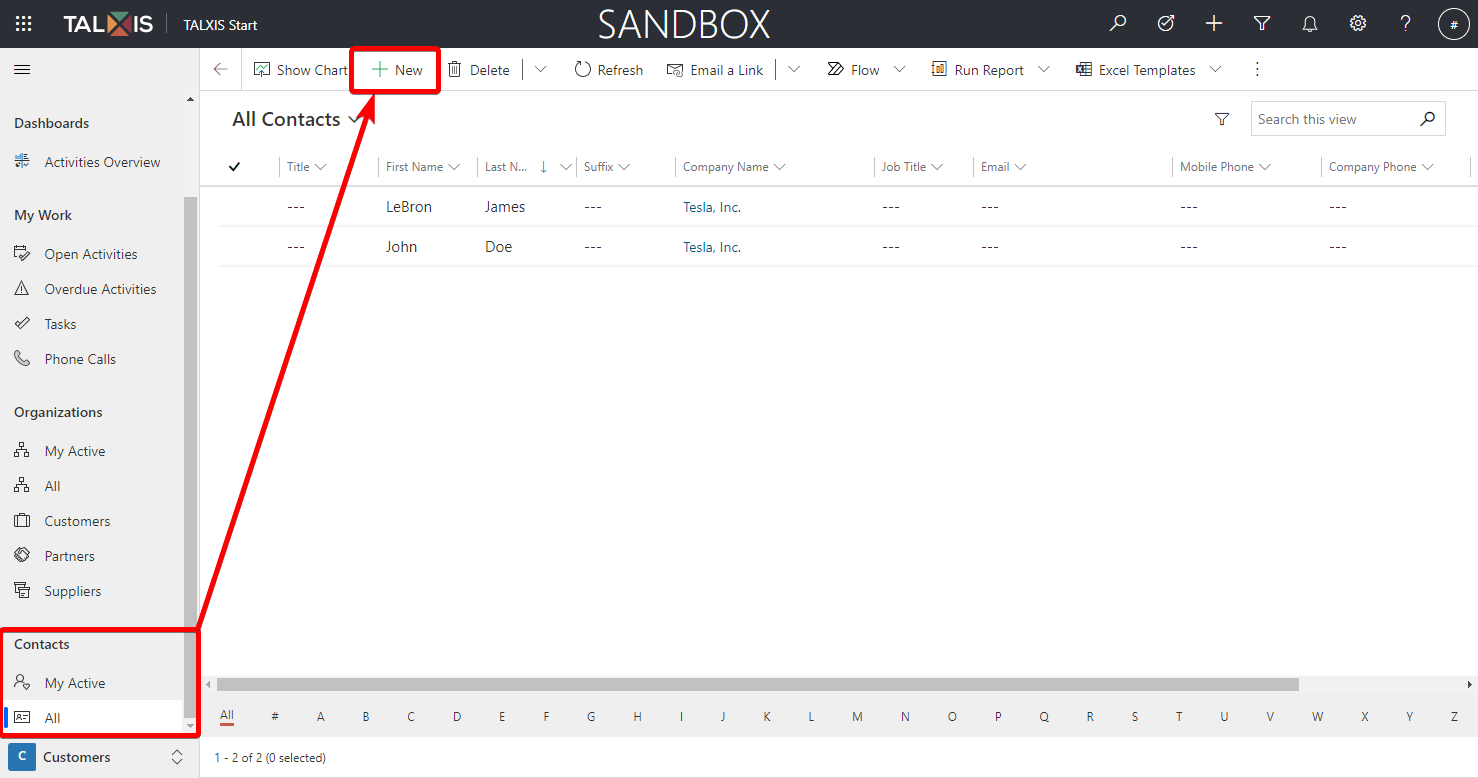 TALXIS TALXIS Start SANDBOX ? #
Show Chart New Delete Refresh Email a Link Flow Run Report Excel Templates
All Contacts Search this view
Title First Name Last N... Suffix Company Name Job Title Email Mobile Phone Company Phone
--- LeBron James --- Tesla, Inc. --- --- --- ---
--- John Doe --- Tesla, Inc. --- --- --- ---
Dashboards
Activities Overview
My Work
Open Activities
Overdue Activities
Tasks
Phone Calls
Organizations
My Active
All
Customers
Partners
Suppliers
Contacts
My Active
All
C Customers
All # A B C D E F G H I J K L M N O P Q R S T U V W X Y Z
1 - 2 of 2 (0 selected)